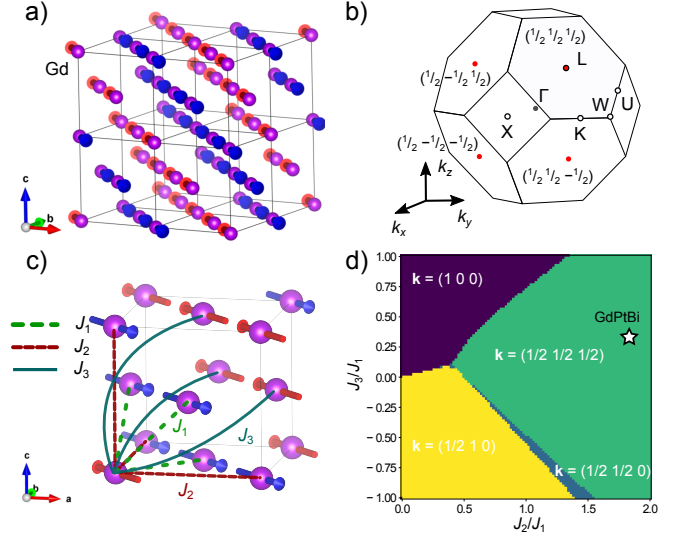 a)
Gd
c
b
a
b)
(1/2 1/2 1/2)
L
(1/2 −1/2 1/2)
Γ
W
U
X
K
(1/2 −1/2 −1/2)
(1/2 1/2 −1/2)
kz
kx
ky
c)
J1
J2
J3
J1
J3
J2
c
b
a
d)
1.00
0.75
0.50
0.25
0.00
−0.25
−0.50
−0.75
−1.00
J3/J1
k = (1 0 0)
GdPtBi
k = (1/2 1/2 1/2)
k = (1/2 1 0)
k = (1/2 1/2 0)
0.0
0.5
1.0
1.5
2.0
J2/J1